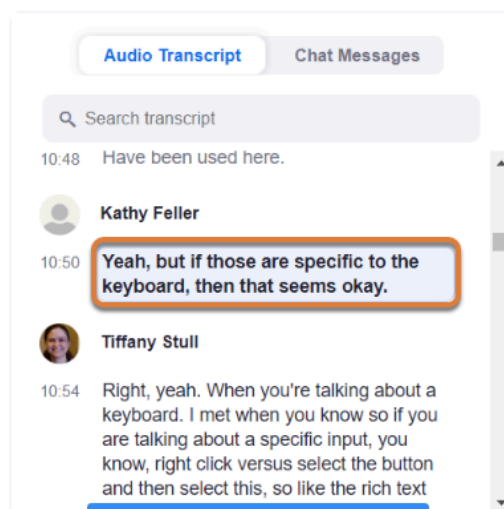 Audio Transcript Chat Messages
Search transcript
10:48 Have been used here.
Kathy Feller
10:50 Yeah, but if those are specific to the
keyboard, then that seems okay.
Tiffany Stull
10:54 Right, yeah. When you're talking about a
keyboard. I met when you know so if you
are talking about a specific input, you
know, right click versus select the button
and then select this, so like the rich text